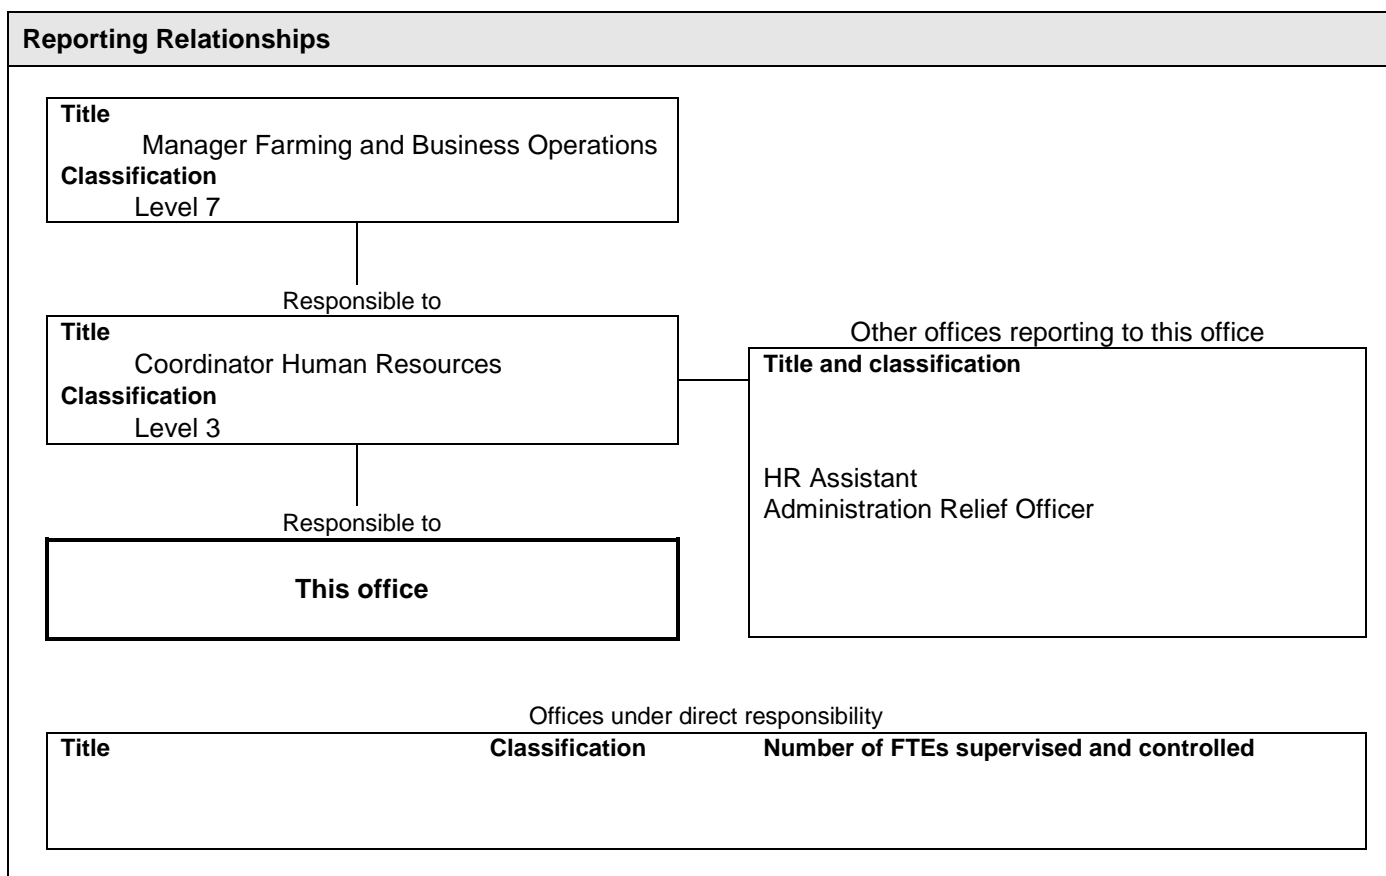 Reporting Relationships
Title
Manager Farming and Business Operations
Classification
Level 7
Responsible to
Title
Coordinator Human Resources
Classification
Level 3
Other offices reporting to this office
Title and classification
HR Assistant
Administration Relief Officer
Responsible to
This office
Offices under direct responsibility
Title Classification Number of FTEs supervised and controlled